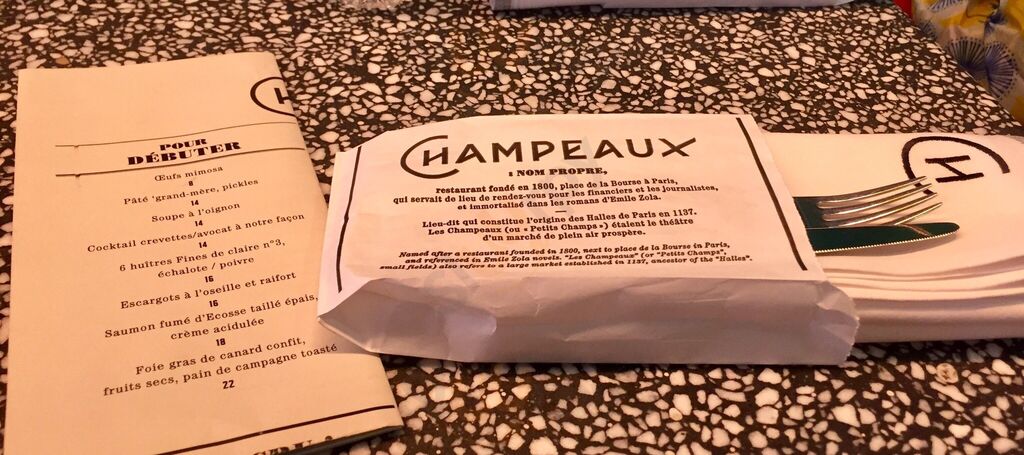 POUR
DÉBUTER
Œufs mimosa
8
Pâté 'grand-mère, pickles
14
Soupe à l'oignon
14
Cocktail crevettes/avocat à notre façon
14
6 huîtres Fines de claire n°3,
échalote / poivre
16
Escargots à l'oseille et raifort
16
Saumon fumé d'Ecosse taillé épais,
crème acidulée
18
Foie gras de canard confit,
fruits secs, pain de campagne toasté
22
CHAMPEAUX
: NOM PROPRE,
restaurant fondé en 1800, place de la Bourse à Paris,
qui servait de lieu de rendez-vous pour les financiers et les journalistes,
et immortalisé dans les romans d'Emile Zola.
Lieu-dit qui constitue l'origine des Halles de Paris en 1137.
Les Champeaux (ou « Petits Champs ») étaient le théâtre
d'un marché de plein air prospère.
Named after a restaurant founded in 1800, next to place de la Bourse in Paris,
and referenced in Emile Zola novels. "Les Champeaux" (or "Petits Champs",
small fields) also refers to a large market established in 1137, ancestor of the "Halles".
CH